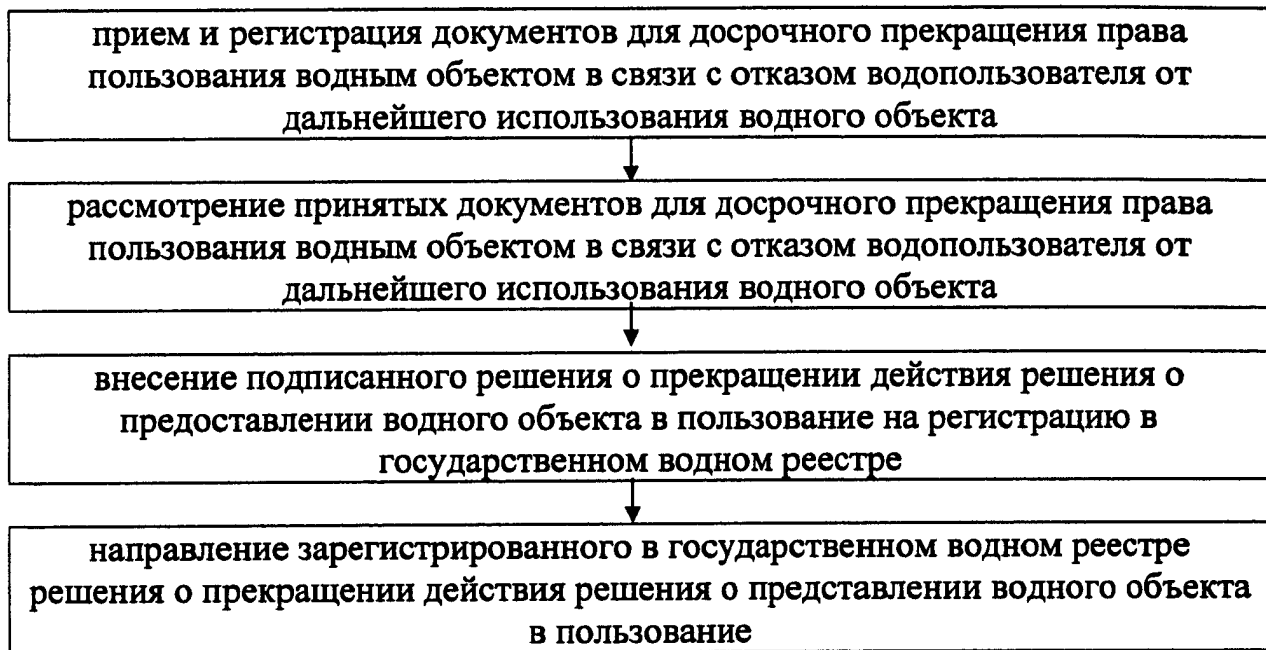 прием и регистрация документов для досрочного прекращения права
пользования водным объектом в связи с отказом водопользователя от
дальнейшего использования водного объекта
рассмотрение принятых документов для досрочного прекращения права
пользования водным объектом в связи с отказом водопользователя от
дальнейшего использования водного объекта
внесение подписанного решения о прекращении действия решения о
предоставлении водного объекта в пользование на регистрацию в
государственном водном реестре
направление зарегистрированного в государственном водном реестре
решения о прекращении действия решения о представлении водного объекта
в пользование